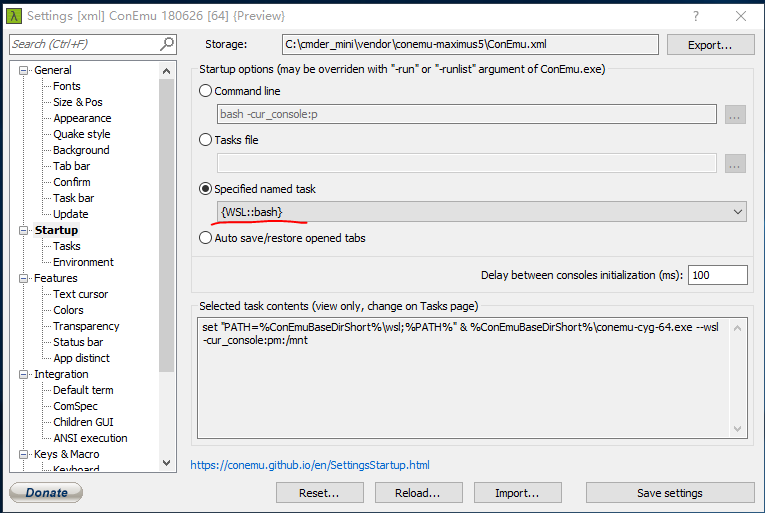 λ Settings [xml] ConEmu 180626 [64] {Preview}
Search (Ctrl+F)
Storage:
C:\cmder_mini\vendor\conemu-maximus5\ConEmu.xml
Export...
General
Fonts
Size & Pos
Appearance
Quake style
Background
Tab bar
Confirm
Task bar
Update
Startup
Tasks
Environment
Features
Text cursor
Colors
Transparency
Status bar
App distinct
Integration
Default term
ComSpec
Children GUI
ANSI execution
Keys & Macro
Keyboard
Startup options (may be overriden with "-run" or "-runlist" argument of ConEmu.exe)
Command line
bash -cur_console:p
...
Tasks file
...
Specified named task
{WSL::bash}
Auto save/restore opened tabs
Delay between consoles initialization (ms):
100
Selected task contents (view only, change on Tasks page)
set "PATH=%ConEmuBaseDirShort%\wsl;%PATH%" & %ConEmuBaseDirShort%\conemu-cyg-64.exe --wsl
-cur_console:pm:/mnt
https://conemu.github.io/en/SettingsStartup.html
Donate
Reset...
Reload...
Import...
Save settings